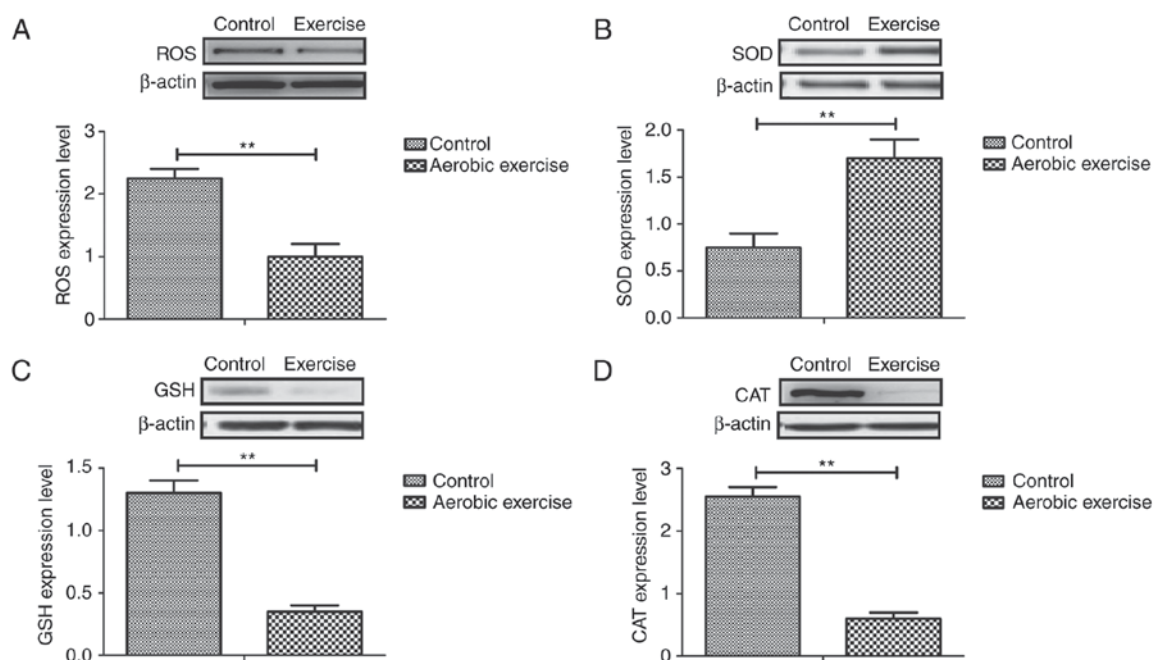 A
Control Exercise
ROS
β-actin
ROS expression level
3
2
1
0
**
Control
Aerobic exercise
B
Control Exercise
SOD
β-actin
SOD expression level
2.0
1.5
1.0
0.5
0.0
**
Control
Aerobic exercise
C
Control Exercise
GSH
β-actin
GSH expression level
1.5
1.0
0.5
0.0
**
Control
Aerobic exercise
D
Control Exercise
CAT
β-actin
CAT expression level
3
2
1
0
**
Control
Aerobic exercise